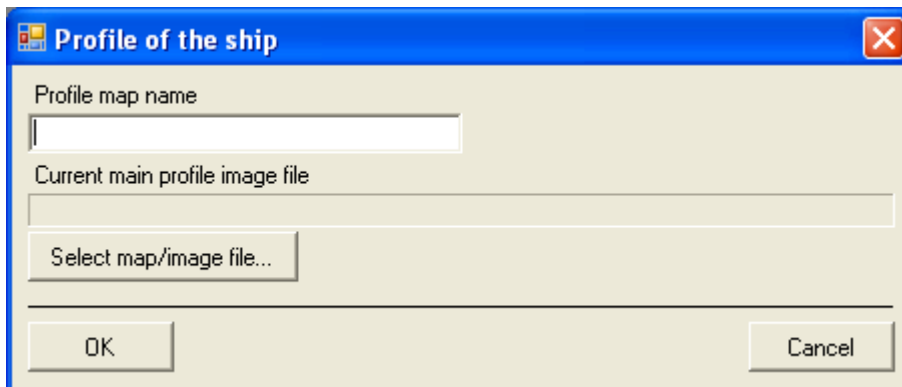 Profile of the ship
Profile map name
Current main profile image file
Select map/image file...
OK
Cancel